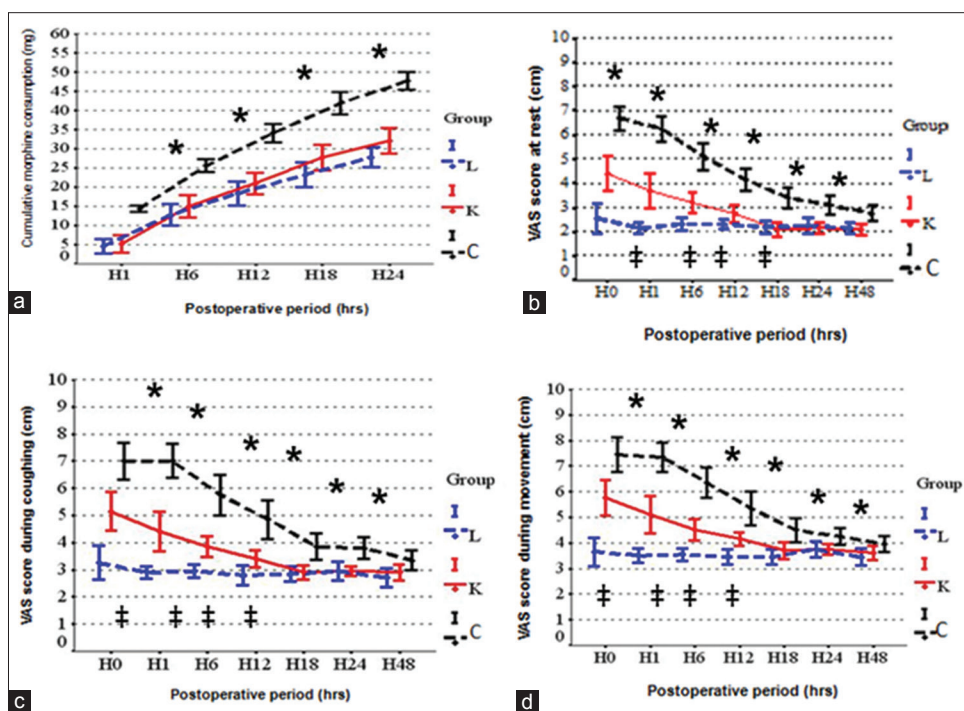 60
55
50
45
40
35
30
25
20
15
10
5
0
Cumulative morphine consumption (mg)
H1 H6 H12 H18 H24
Postoperative period (hrs)
* * * * *
Group
L
K
C
a
10
9
8
7
6
5
4
3
2
1
0
VAS score at rest (cm)
* * * * * *
‡ ‡ ‡ ‡
H0 H1 H6 H12 H18 H24 H48
Postoperative period (hrs)
Group
L
K
C
b
10
9
8
7
6
5
4
3
2
1
0
VAS score during coughing (cm)
* * * * * *
‡ ‡ ‡ ‡
H0 H1 H6 H12 H18 H24 H48
Postoperative period (hrs)
Group
L
K
C
c
10
9
8
7
6
5
4
3
2
1
0
VAS score during movement (cm)
* * * * * *
‡ ‡ ‡ ‡
H0 H1 H6 H12 H18 H24 H48
Postoperative period (hrs)
Group
L
K
C
d